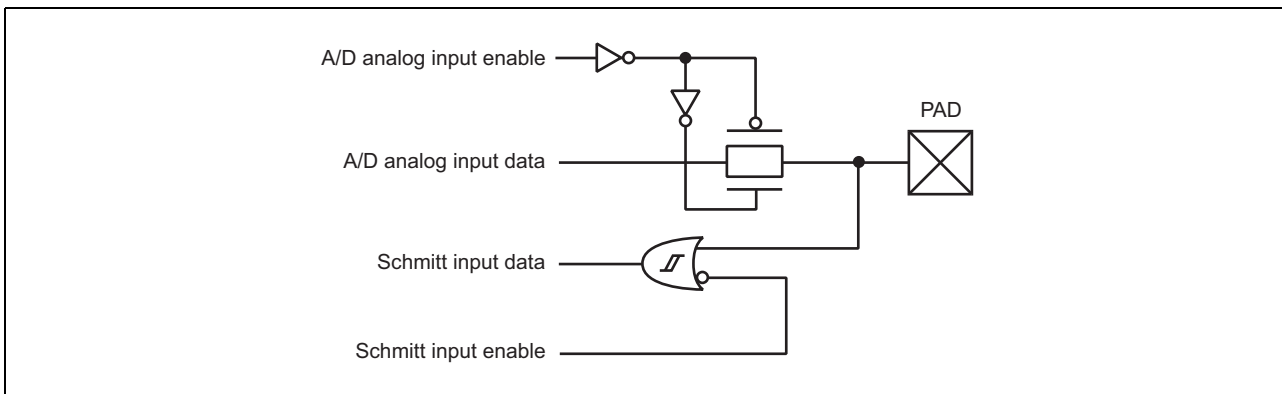 A/D analog input enable
PAD
A/D analog input data
Schmitt input data
Schmitt input enable